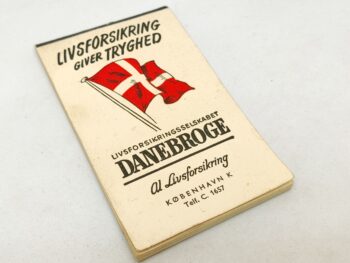 LIVSFORSIKRING
GIVER TRYGHED
LIVSFORSIKRINGSSELSKABET
DANEBROGE
Al Livsforsikring
KØBENHAVN K
Telf. C. 1657